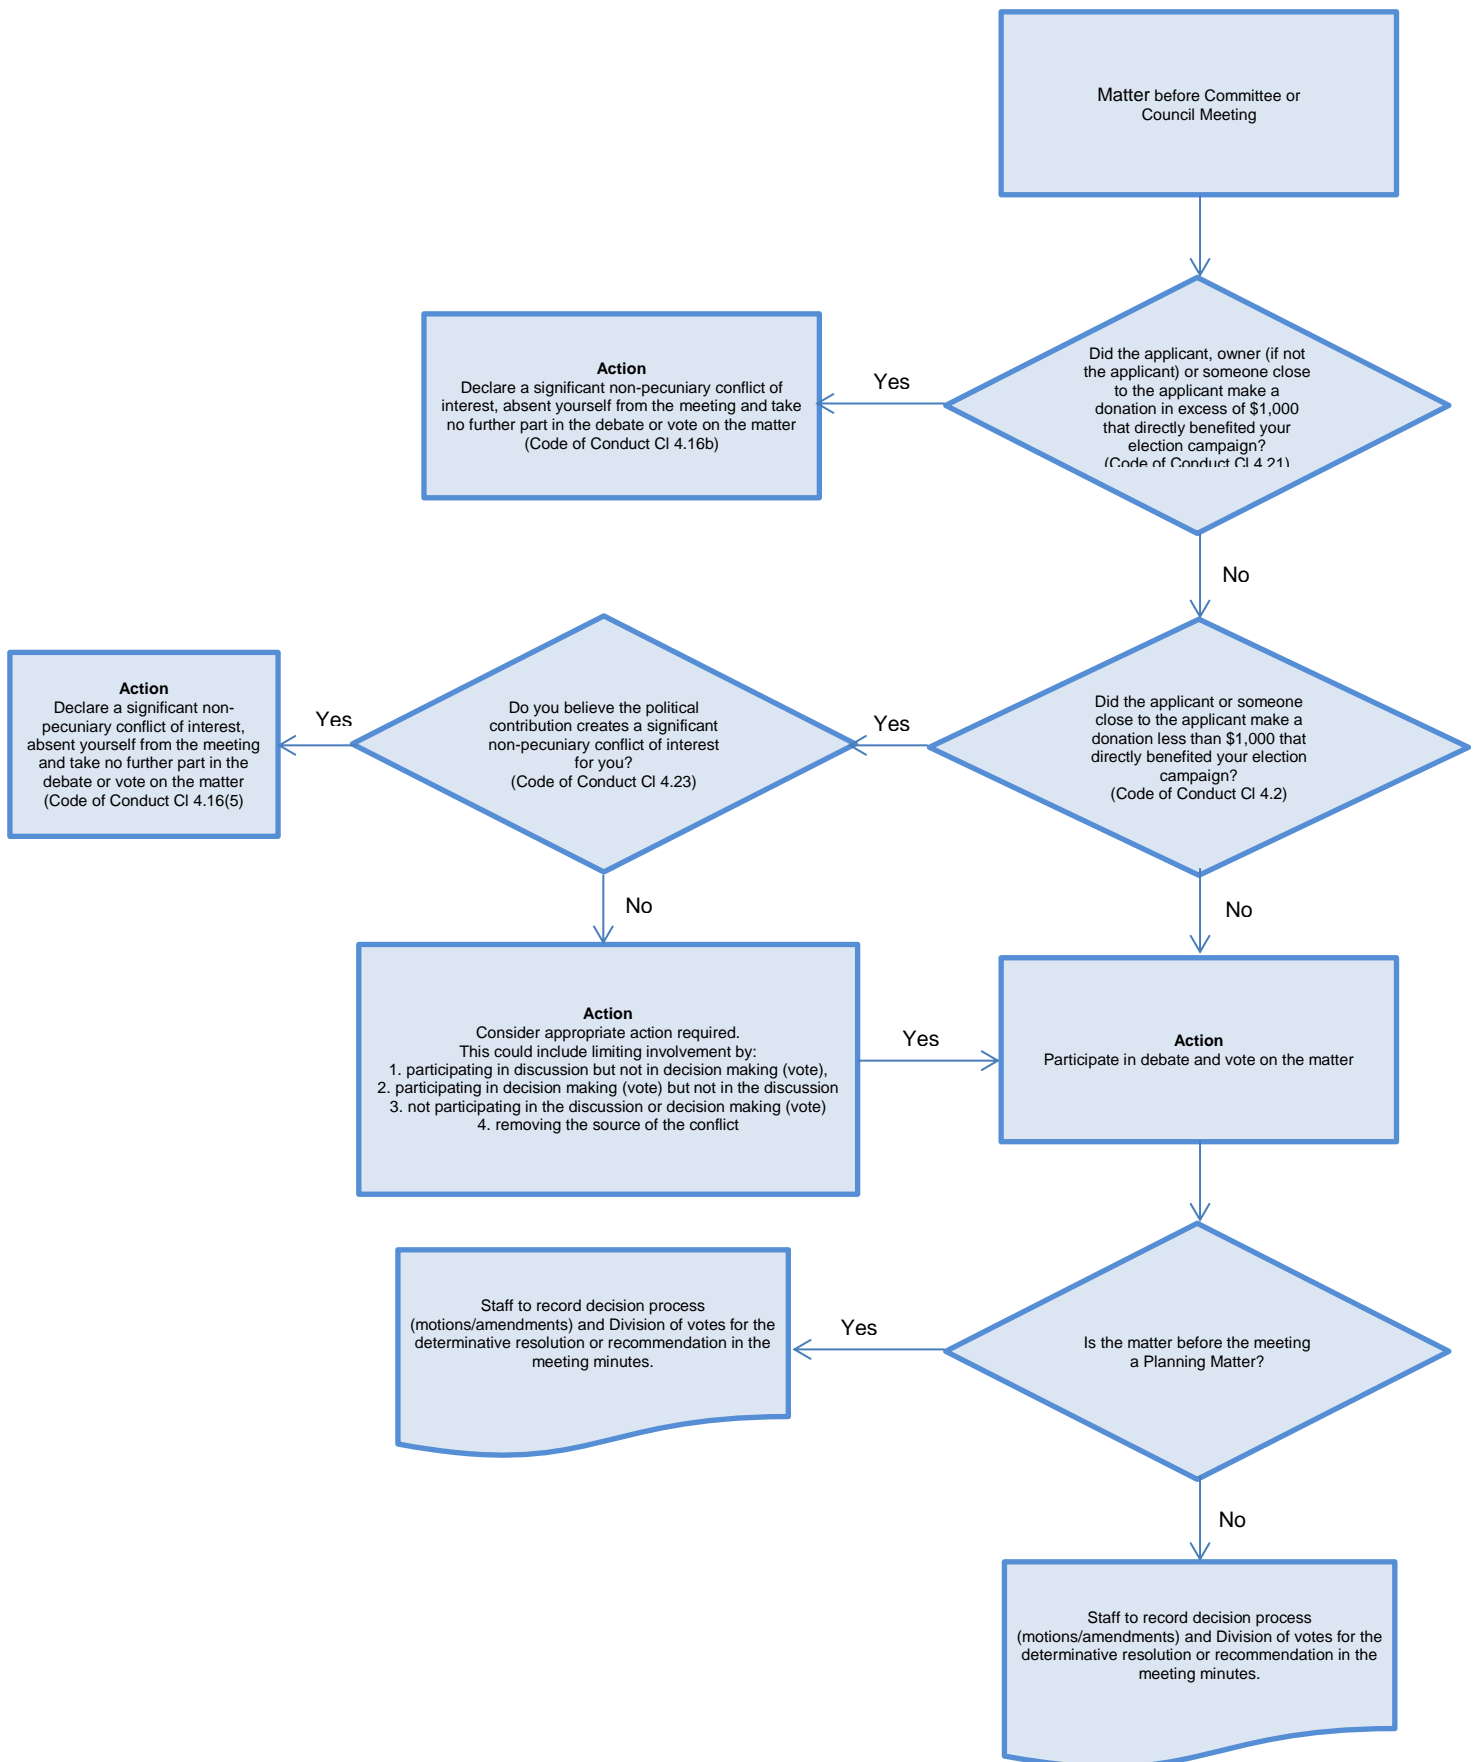 Matter before Committee or
Council Meeting
Did the applicant, owner (if not
the applicant) or someone close
to the applicant make a
donation in excess of $1,000
that directly benefited your
election campaign?
(Code of Conduct Cl 4.21)
Yes
Action
Declare a significant non-pecuniary conflict of
interest, absent yourself from the meeting and take
no further part in the debate or vote on the matter
(Code of Conduct Cl 4.16b)
No
Did the applicant or someone
close to the applicant make a
donation less than $1,000 that
directly benefited your election
campaign?
(Code of Conduct Cl 4.2)
Yes
Do you believe the political
contribution creates a significant
non-pecuniary conflict of interest
for you?
(Code of Conduct Cl 4.23)
Yes
Action
Declare a significant non-
pecuniary conflict of interest,
absent yourself from the meeting
and take no further part in the
debate or vote on the matter
(Code of Conduct Cl 4.16(5)
No
No
Action
Consider appropriate action required.
This could include limiting involvement by:
1. participating in discussion but not in decision making (vote),
2. participating in decision making (vote) but not in the discussion
3. not participating in the discussion or decision making (vote)
4. removing the source of the conflict
Yes
Action
Participate in debate and vote on the matter
Is the matter before the meeting
a Planning Matter?
Yes
Staff to record decision process
(motions/amendments) and Division of votes for the
determinative resolution or recommendation in the
meeting minutes.
No
Staff to record decision process
(motions/amendments) and Division of votes for the
determinative resolution or recommendation in the
meeting minutes.